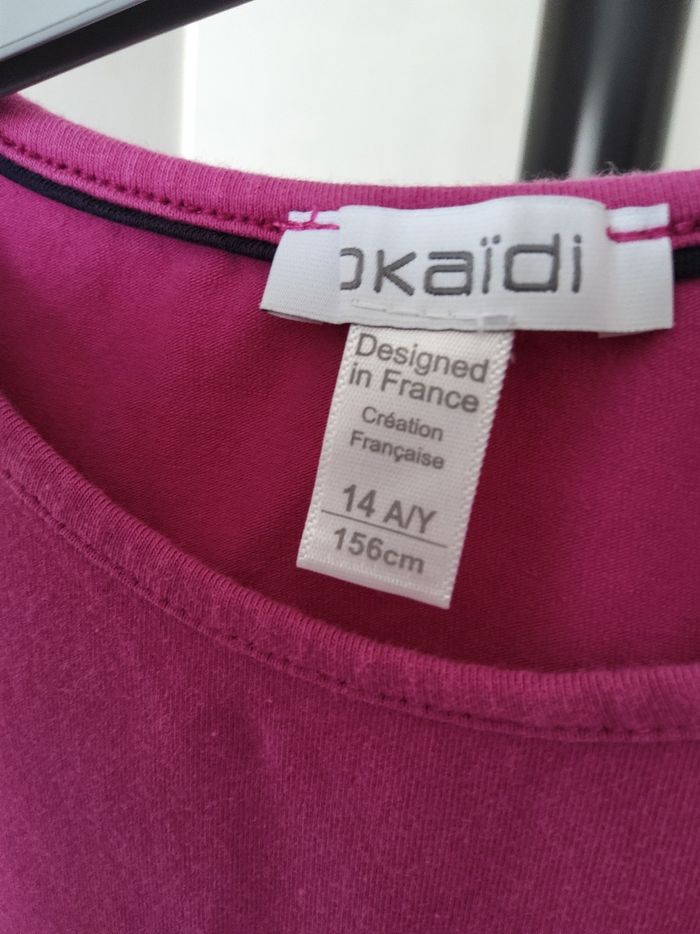 okaïdi
Designed
in France
Création
Française
14 A/Y
156cm